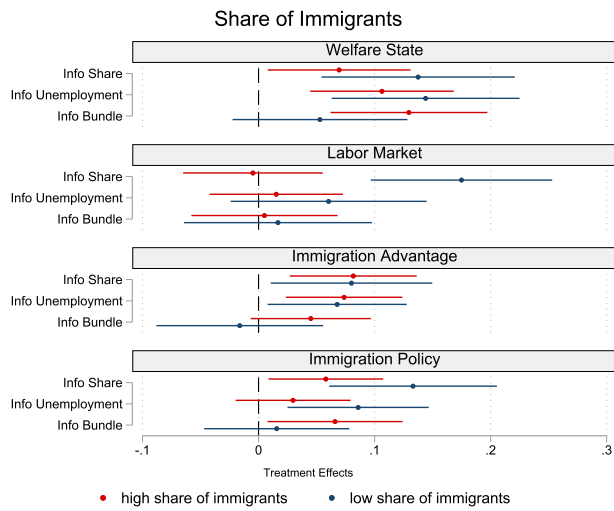 Share of Immigrants
Welfare State
Info Share
Info Unemployment
Info Bundle
Labor Market
Info Share
Info Unemployment
Info Bundle
Immigration Advantage
Info Share
Info Unemployment
Info Bundle
Immigration Policy
Info Share
Info Unemployment
Info Bundle
-.1 0 .1 .2 .3
Treatment Effects
high share of immigrants low share of immigrants